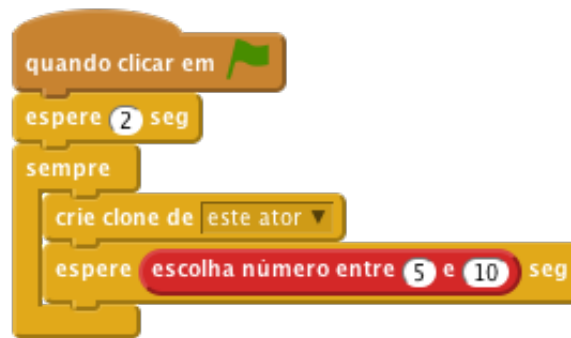 quando clicar em
espere 2 seg
sempre
crie clone de este ator
espere escolha número entre 5 e 10 seg